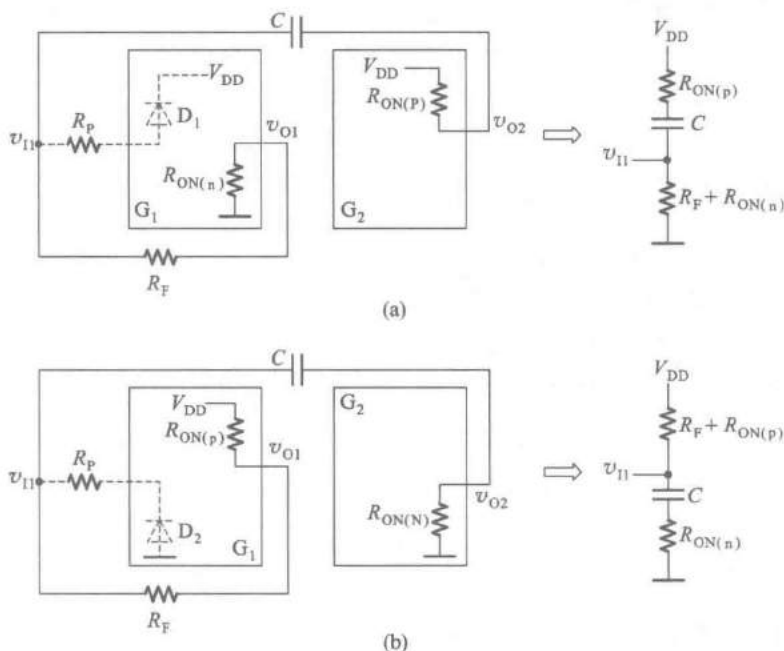 C
V_DD
V_DD
V_DD
R_ON(P)
R_ON(p)
R_P
D_1
v_O1
v_O2
C
v_I1
v_I1
R_ON(n)
R_F + R_ON(n)
G_1
G_2
R_F
(a)
C
V_DD
V_DD
G_2
R_ON(p)
R_F + R_ON(p)
R_P
v_O1
v_I1
v_O2
v_I1
C
D_2
R_ON(N)
R_ON(n)
G_1
R_F
(b)